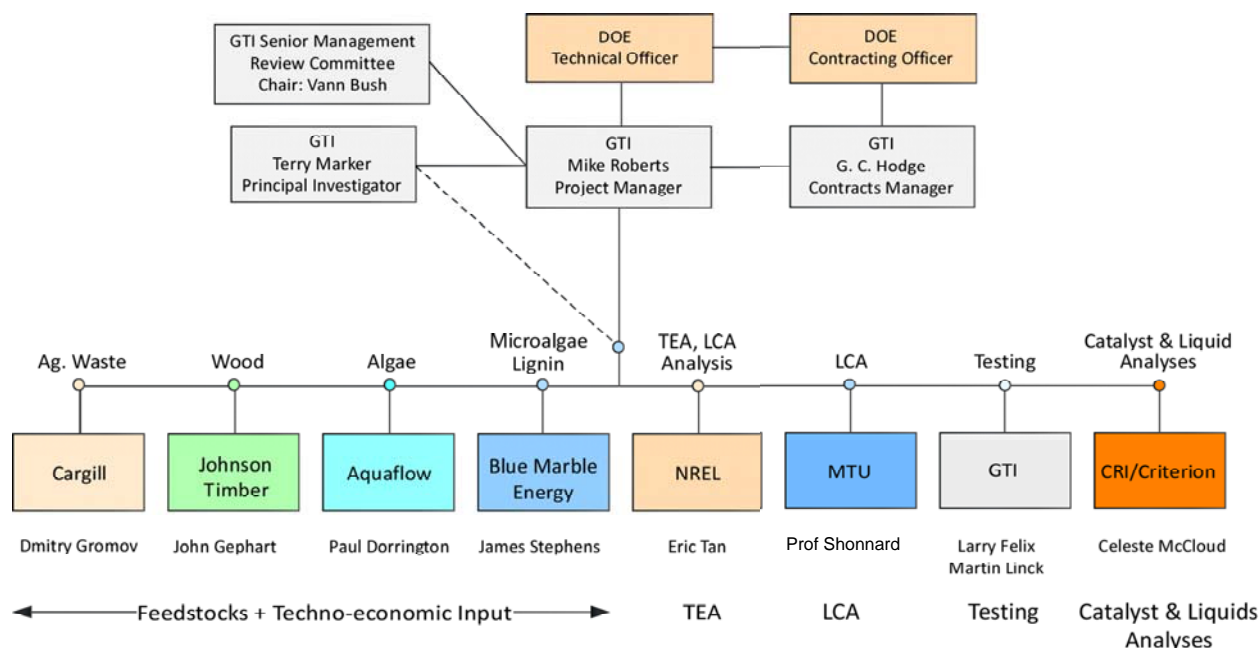 GTI Senior Management
Review Committee
Chair: Vann Bush
DOE
Technical Officer
DOE
Contracting Officer
GTI
Terry Marker
Principal Investigator
GTI
Mike Roberts
Project Manager
GTI
G. C. Hodge
Contracts Manager
Ag. Waste
Wood
Algae
Microalgae
Lignin
TEA, LCA
Analysis
LCA
Testing
Catalyst & Liquid
Analyses
Cargill
Johnson
Timber
Aquaflow
Blue Marble
Energy
NREL
MTU
GTI
CRI/Criterion
Dmitry Gromov
John Gephart
Paul Dorrington
James Stephens
Eric Tan
Prof Shonnard
Larry Felix
Martin Linck
Celeste McCloud
Feedstocks + Techno-economic Input
TEA
LCA
Testing
Catalyst & Liquids
Analyses